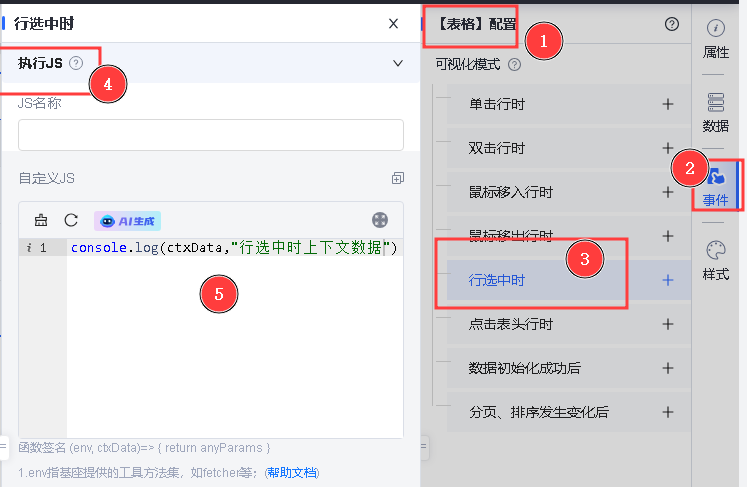 行选中时
执行JS
4
JS名称
自定义JS
AI生成
i 1 console.log(ctxData,"行选中时上下文数据")
5
函数签名 (env, ctxData)=> { return anyParams }
1.env指基座提供的工具方法集，如fetcher等；(帮助文档)
【表格】配置
1
可视化模式
单击行时
双击行时
鼠标移入行时
鼠标移出行时
行选中时
3
点击表头行时
数据初始化成功后
分页、排序发生变化后
属性
数据
2
事件
样式